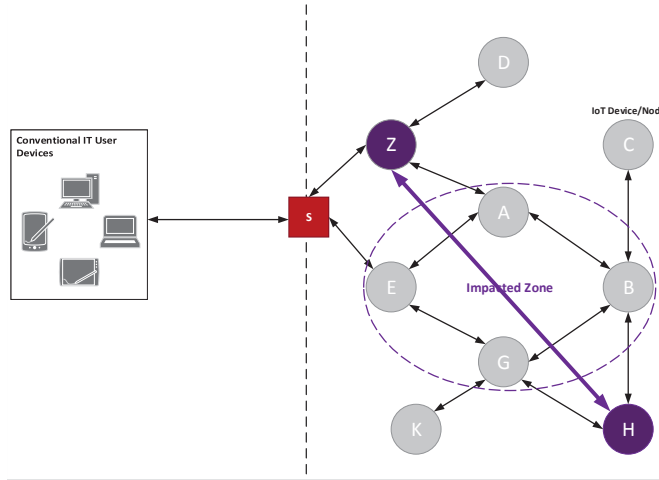 D
IoT Device/Nod
Conventional IT User
Devices
Z
C
A
S
E
Impacted Zone
B
G
K
H